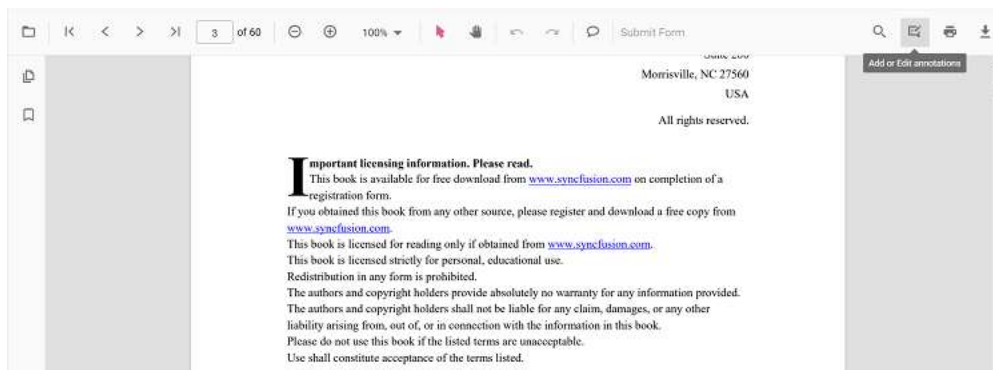 3 of 60 100% Submit Form
Add or Edit annotations
Suite 200
Morrisville, NC 27560
USA
All rights reserved.
Important licensing information. Please read.
This book is available for free download from www.syncfusion.com on completion of a
registration form.
If you obtained this book from any other source, please register and download a free copy from
www.syncfusion.com.
This book is licensed for reading only if obtained from www.syncfusion.com.
This book is licensed strictly for personal, educational use.
Redistribution in any form is prohibited.
The authors and copyright holders provide absolutely no warranty for any information provided.
The authors and copyright holders shall not be liable for any claim, damages, or any other
liability arising from, out of, or in connection with the information in this book.
Please do not use this book if the listed terms are unacceptable.
Use shall constitute acceptance of the terms listed.